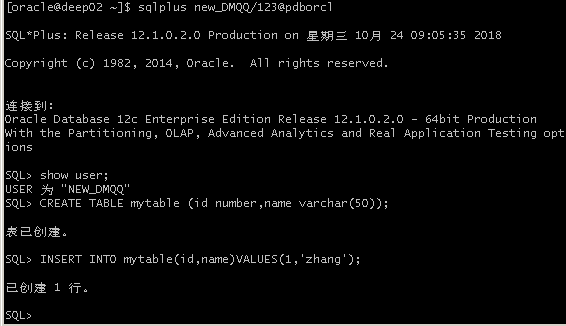 [oracle@deep02 ~]$ sqlplus new_DMQQ/123@pdborcl
SQL*Plus: Release 12.1.0.2.0 Production on 星期三 10月 24 09:05:35 2018
Copyright (c) 1982, 2014, Oracle.  All rights reserved.
连接到:
Oracle Database 12c Enterprise Edition Release 12.1.0.2.0 - 64bit Production
With the Partitioning, OLAP, Advanced Analytics and Real Application Testing opt
ions
SQL> show user;
USER 为 "NEW_DMQQ"
SQL> CREATE TABLE mytable (id number,name varchar(50));
表已创建。
SQL> INSERT INTO mytable(id,name)VALUES(1,'zhang');
已创建 1 行。
SQL>